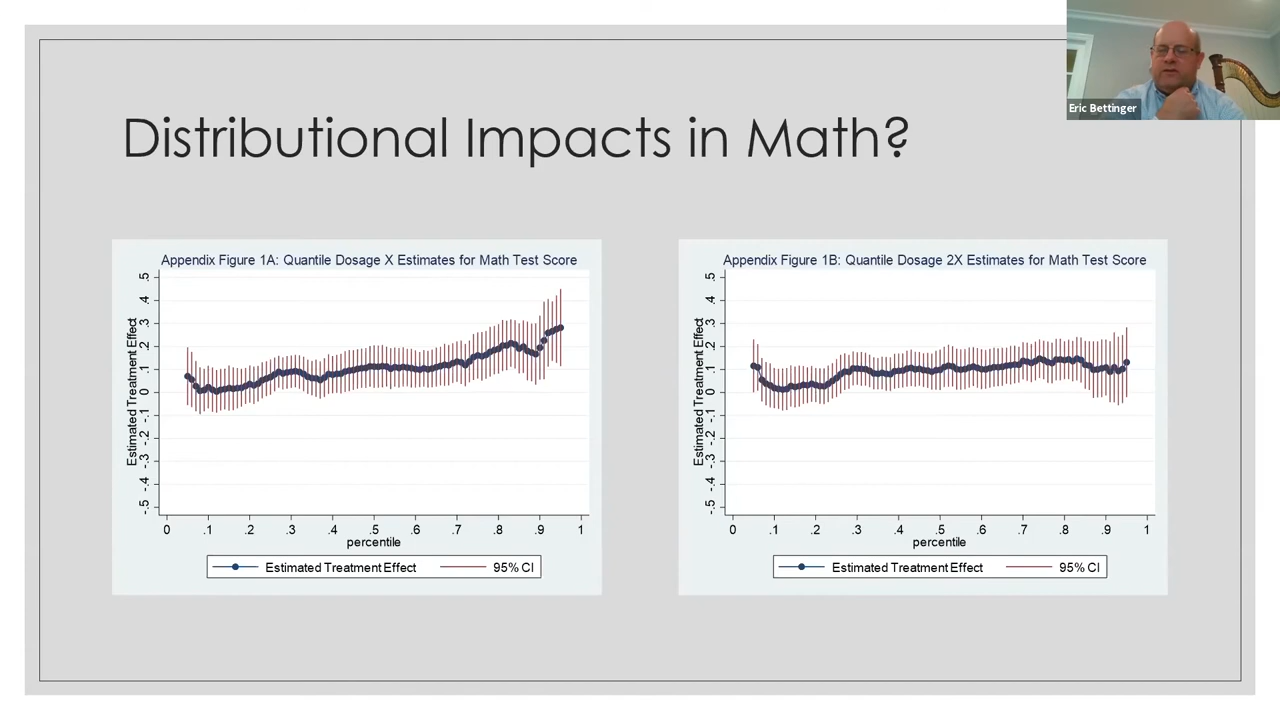 Eric Bettinger
Distributional Impacts in Math?
Appendix Figure 1A: Quantile Dosage X Estimates for Math Test Score
Estimated Treatment Effect
.5
.4
.3
.2
.1
0
-.1
-.2
-.3
-.4
-.5
0 .1 .2 .3 .4 .5 .6 .7 .8 .9 1
percentile
Estimated Treatment Effect 95% CI
Appendix Figure 1B: Quantile Dosage 2X Estimates for Math Test Score
Estimated Treatment Effect
.5
.4
.3
.2
.1
0
-.1
-.2
-.3
-.4
-.5
0 .1 .2 .3 .4 .5 .6 .7 .8 .9 1
percentile
Estimated Treatment Effect 95% CI